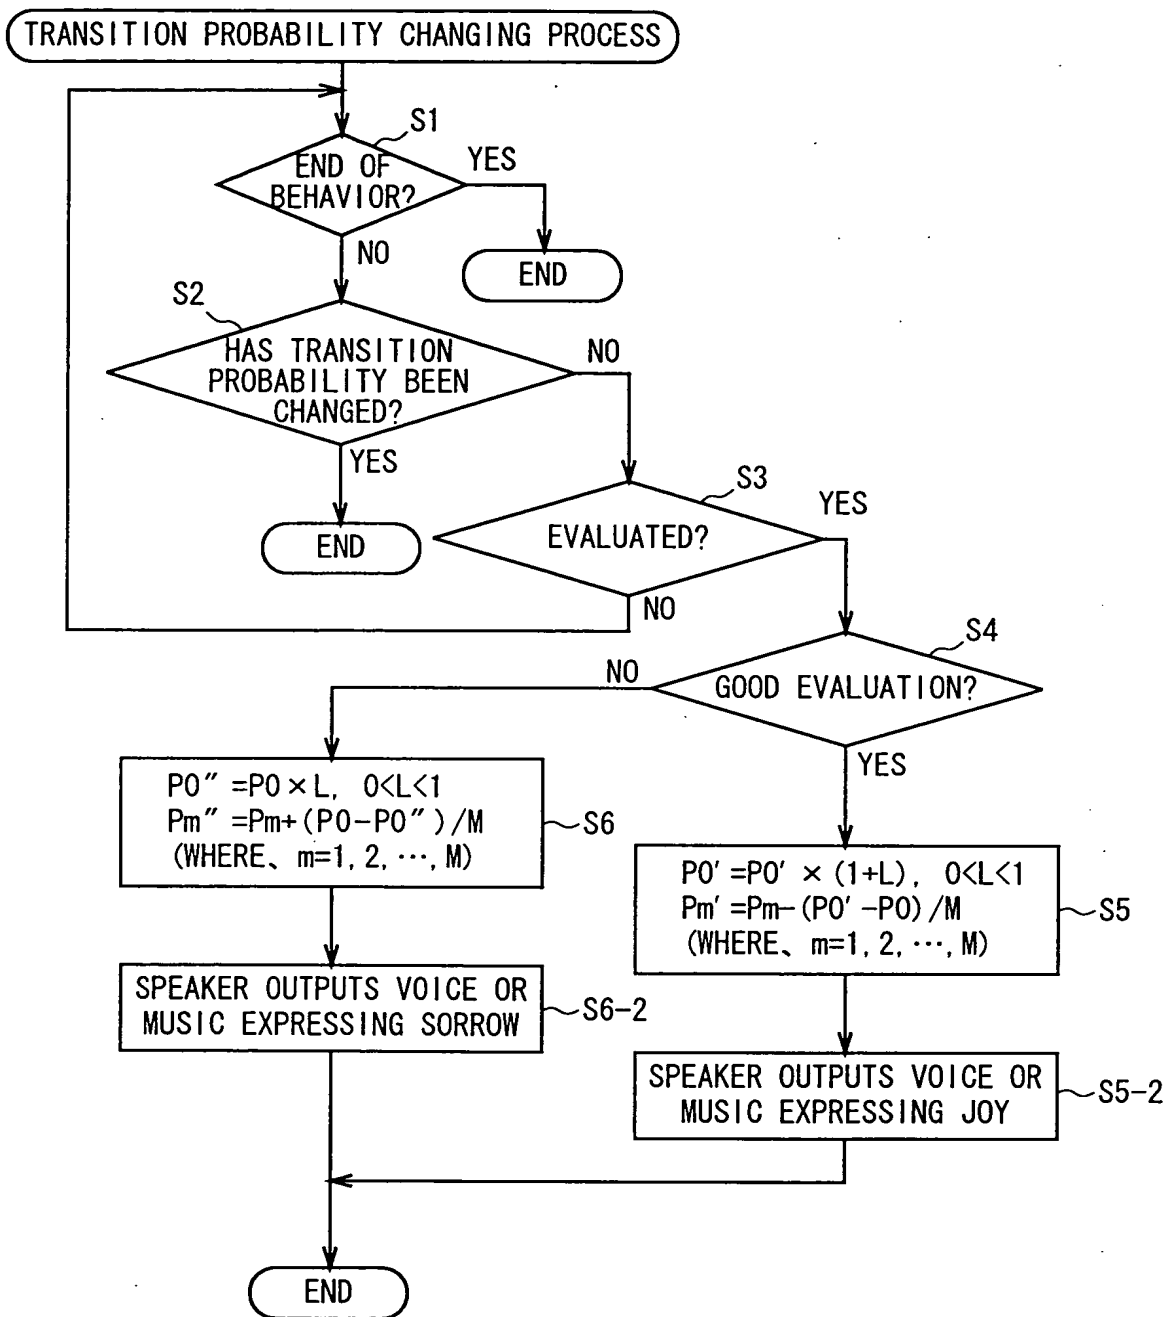 TRANSITION PROBABILITY CHANGING PROCESS
S1
END OF
BEHAVIOR?
YES
NO
END
S2
HAS TRANSITION
PROBABILITY BEEN
CHANGED?
NO
YES
END
S3
EVALUATED?
YES
NO
S4
GOOD EVALUATION?
NO
YES
P0″ =P0×L, 0<L<1
Pm″ =Pm+(P0-P0″)/M
(WHERE、 m=1, 2, ⋯, M)
S6
P0′ =P0′ × (1+L), 0<L<1
Pm′ =Pm-(P0′ -P0)/M
(WHERE、 m=1, 2, ⋯, M)
S5
SPEAKER OUTPUTS VOICE OR
MUSIC EXPRESSING SORROW
S6-2
SPEAKER OUTPUTS VOICE OR
MUSIC EXPRESSING JOY
S5-2
END